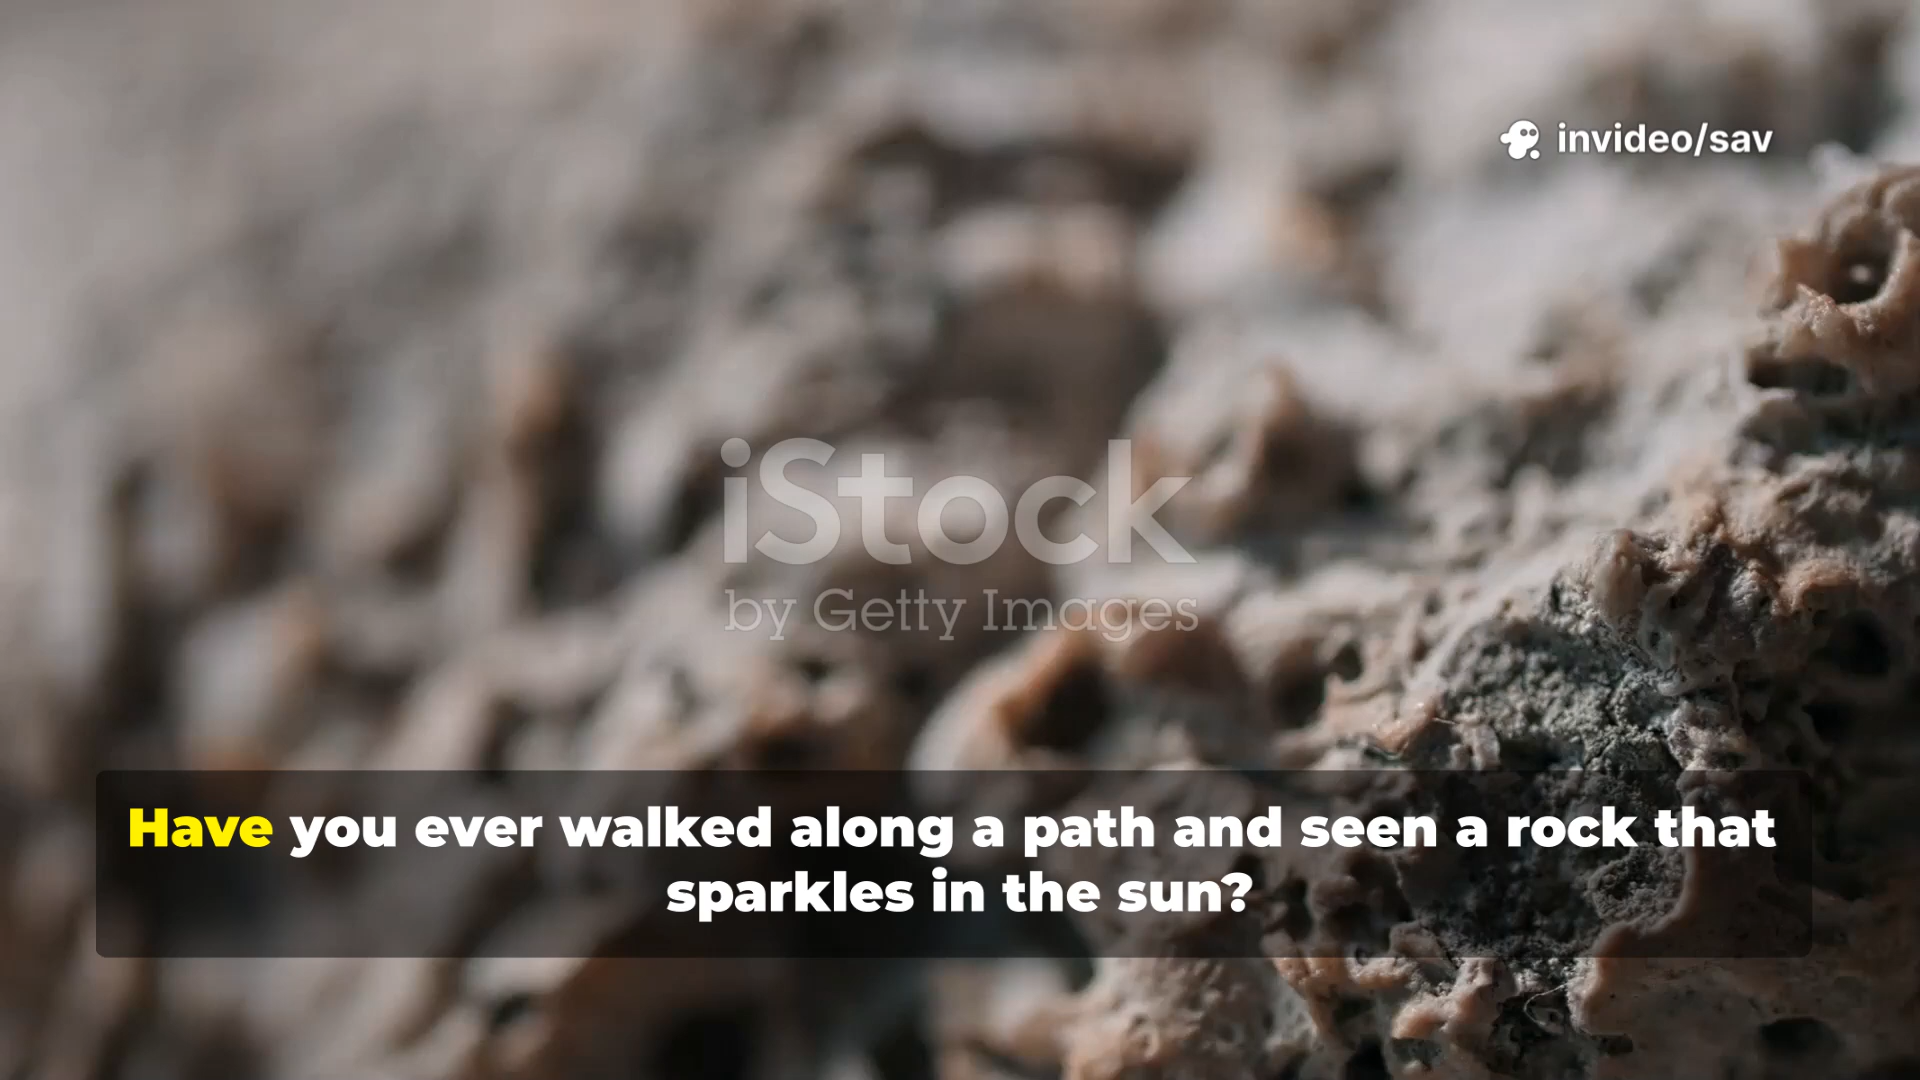 invideo/sav
iStock
by Getty Images
Have you ever walked along a path and seen a rock that
sparkles in the sun?